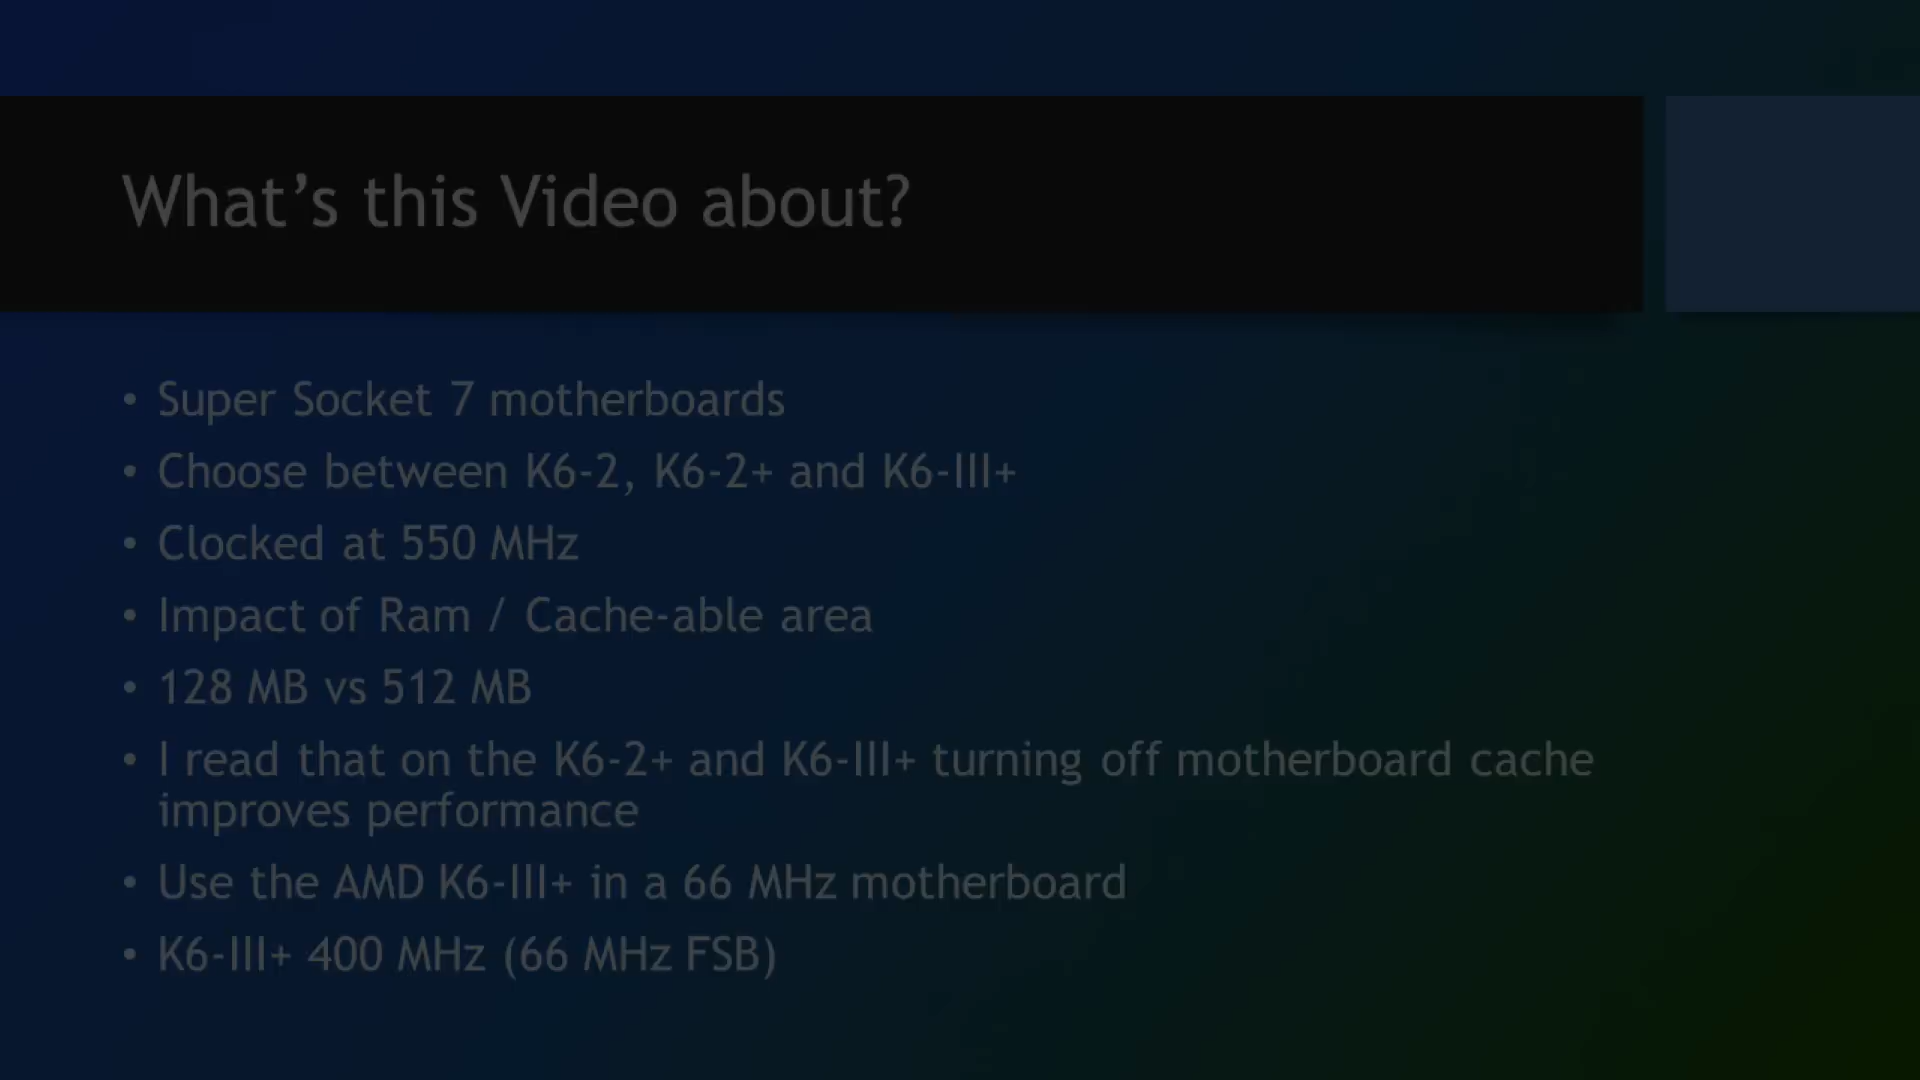 What’s this Video about?
• Super Socket 7 motherboards
• Choose between K6-2, K6-2+ and K6-III+
• Clocked at 550 MHz
• Impact of Ram / Cache-able area
• 128 MB vs 512 MB
• I read that on the K6-2+ and K6-III+ turning off motherboard cache
improves performance
• Use the AMD K6-III+ in a 66 MHz motherboard
• K6-III+ 400 MHz (66 MHz FSB)